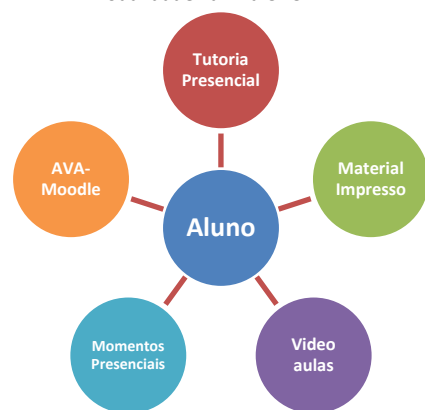 Tutoria
Presencial
AVA-
Moodle
Material
Impresso
Aluno
Momentos
Presenciais
Video
aulas